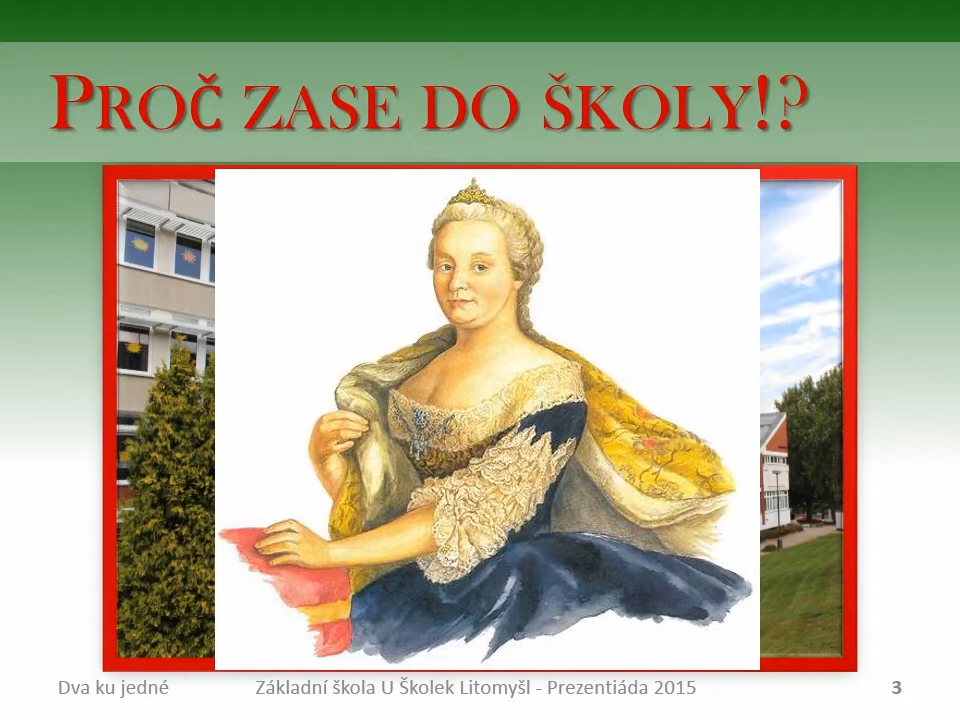 Proč zase do školy!?
Dva ku jedné
Základní škola U Školek Litomyšl - Prezentiáda 2015
3